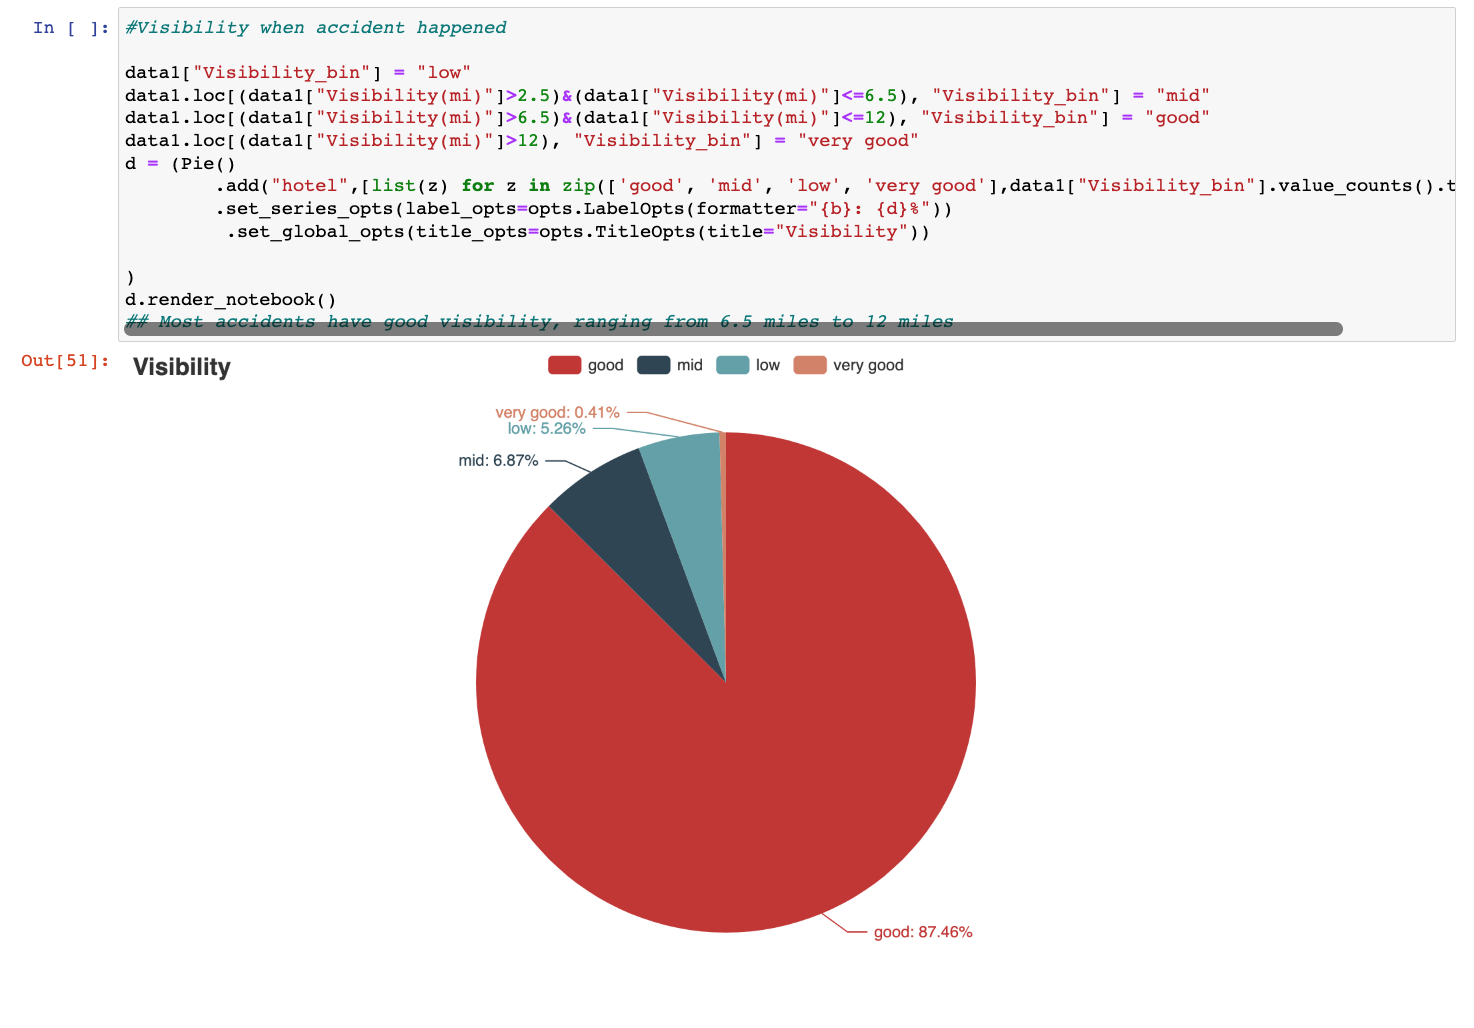 In [ ]:
#Visibility when accident happened
data1["Visibility_bin"] = "low"
data1.loc[(data1["Visibility(mi)"]>2.5)&(data1["Visibility(mi)"]<=6.5), "Visibility_bin"] = "mid"
data1.loc[(data1["Visibility(mi)"]>6.5)&(data1["Visibility(mi)"]<=12), "Visibility_bin"] = "good"
data1.loc[(data1["Visibility(mi)"]>12), "Visibility_bin"] = "very good"
d = (Pie()
.add("hotel",[list(z) for z in zip(['good', 'mid', 'low', 'very good'],data1["Visibility_bin"].value_counts().t
.set_series_opts(label_opts=opts.LabelOpts(formatter="{b}: {d}%"))
.set_global_opts(title_opts=opts.TitleOpts(title="Visibility"))
)
d.render_notebook()
## Most accidents have good visibility, ranging from 6.5 miles to 12 miles
Out[51]:
Visibility
good mid low very good
very good: 0.41%
low: 5.26%
mid: 6.87%
good: 87.46%